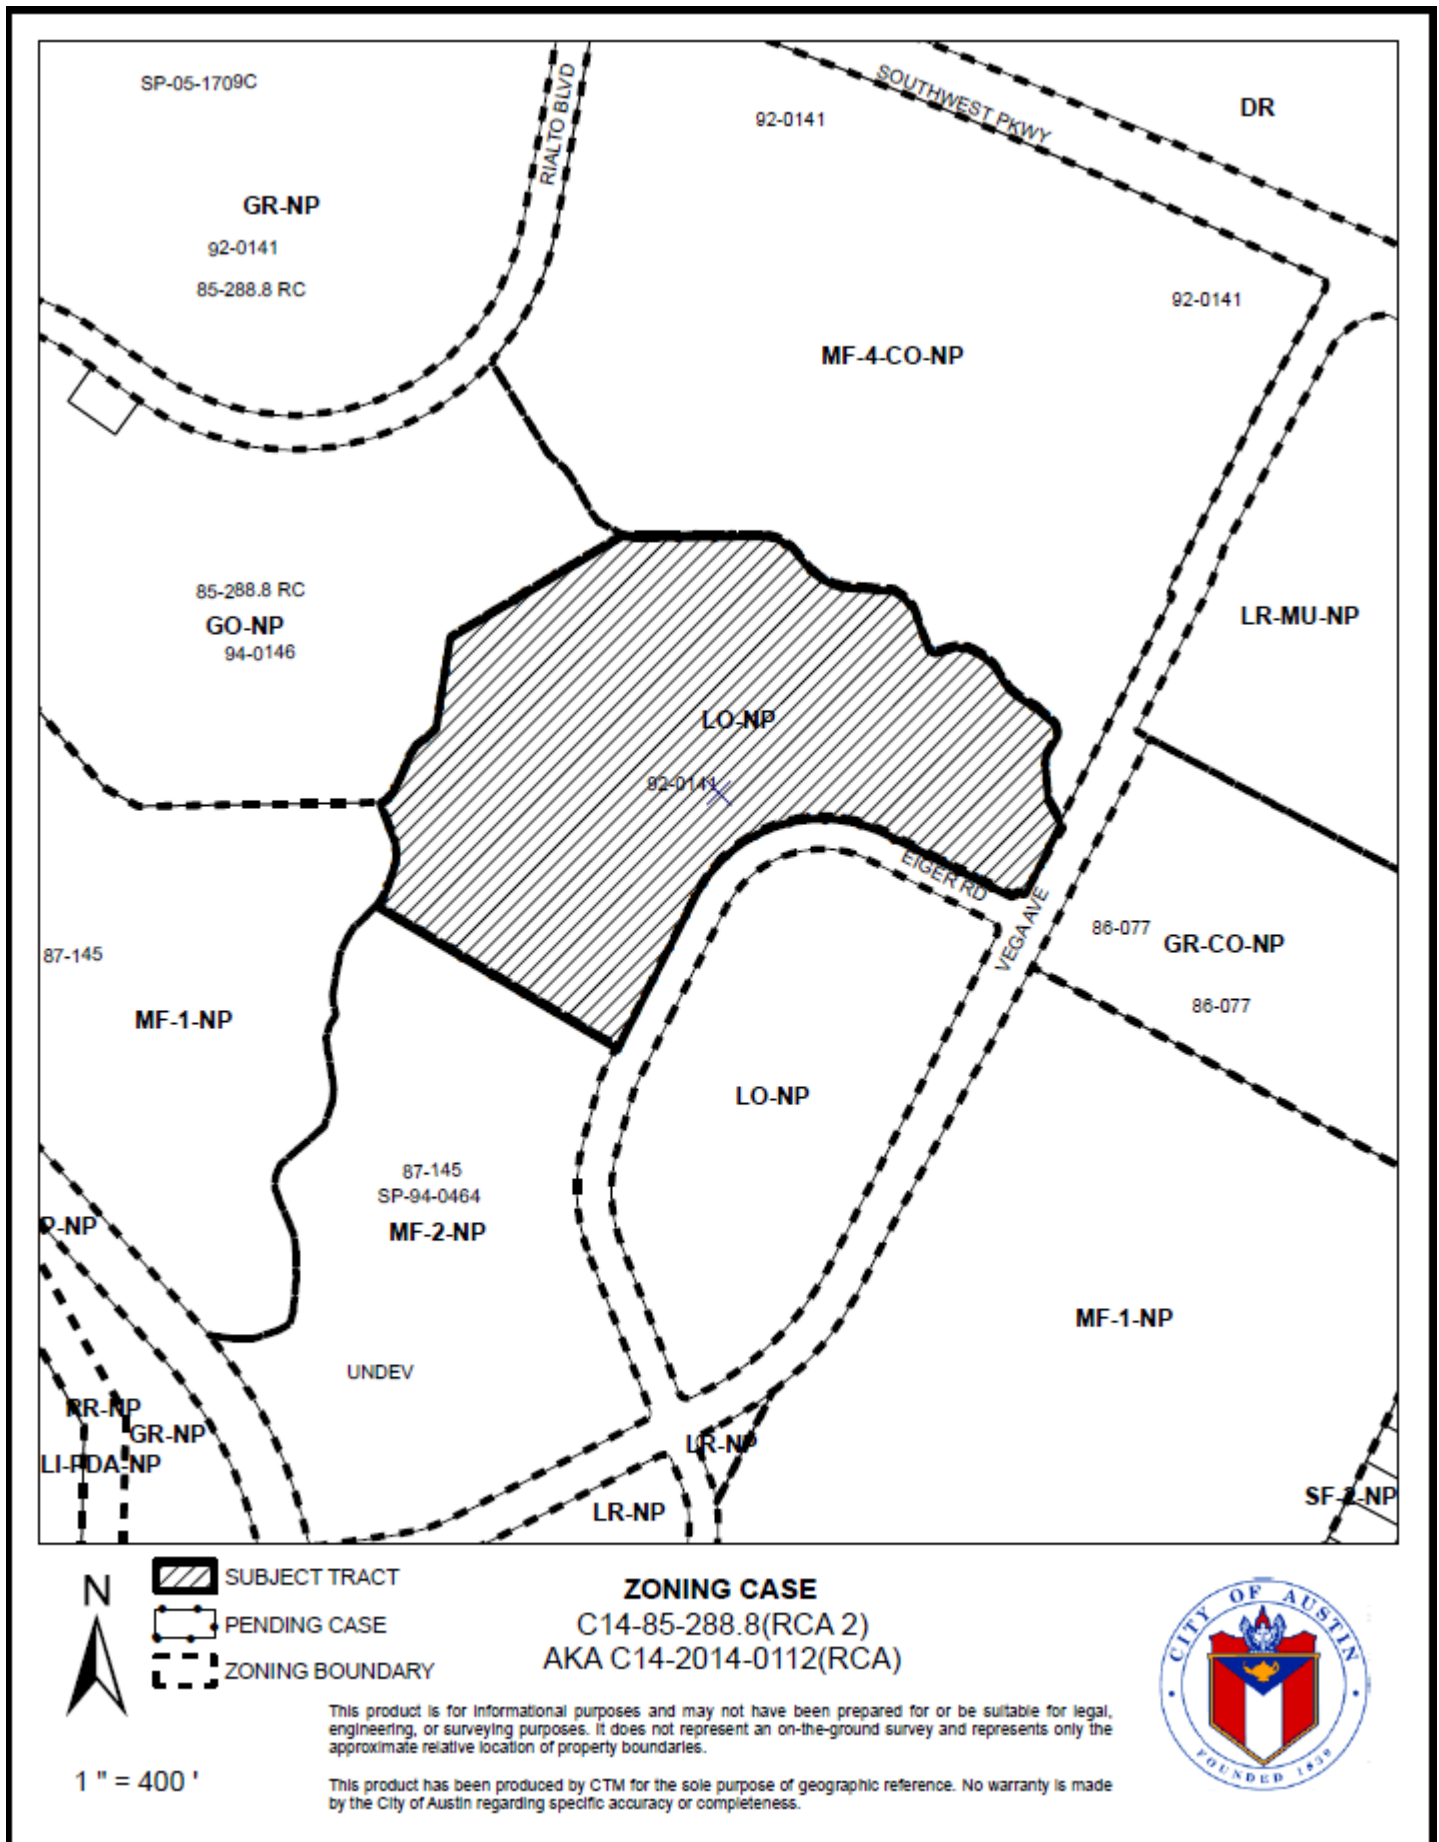 SP-05-1709C
RIALTO BLVD
92-0141
SOUTHWEST PKWY
DR
GR-NP
92-0141
85-288.8 RC
92-0141
MF-4-CO-NP
85-288.8 RC
GO-NP
94-0146
LR-MU-NP
LO-NP
92-0141
EIGER RD
VEGA AVE
86-077
GR-CO-NP
86-077
87-145
MF-1-NP
LO-NP
87-145
SP-94-0464
MF-2-NP
P-NP
MF-1-NP
UNDEV
RR-NP
GR-NP
LI-PDA-NP
LR-NP
LR-NP
SF-2-NP
N
1 " = 400 '
SUBJECT TRACT
PENDING CASE
ZONING BOUNDARY
ZONING CASE
C14-85-288.8(RCA 2)
AKA C14-2014-0112(RCA)
This product is for informational purposes and may not have been prepared for or be suitable for legal,
engineering, or surveying purposes. It does not represent an on-the-ground survey and represents only the
approximate relative location of property boundaries.
This product has been produced by CTM for the sole purpose of geographic reference. No warranty is made
by the City of Austin regarding specific accuracy or completeness.
CITY OF AUSTIN
FOUNDED 1839